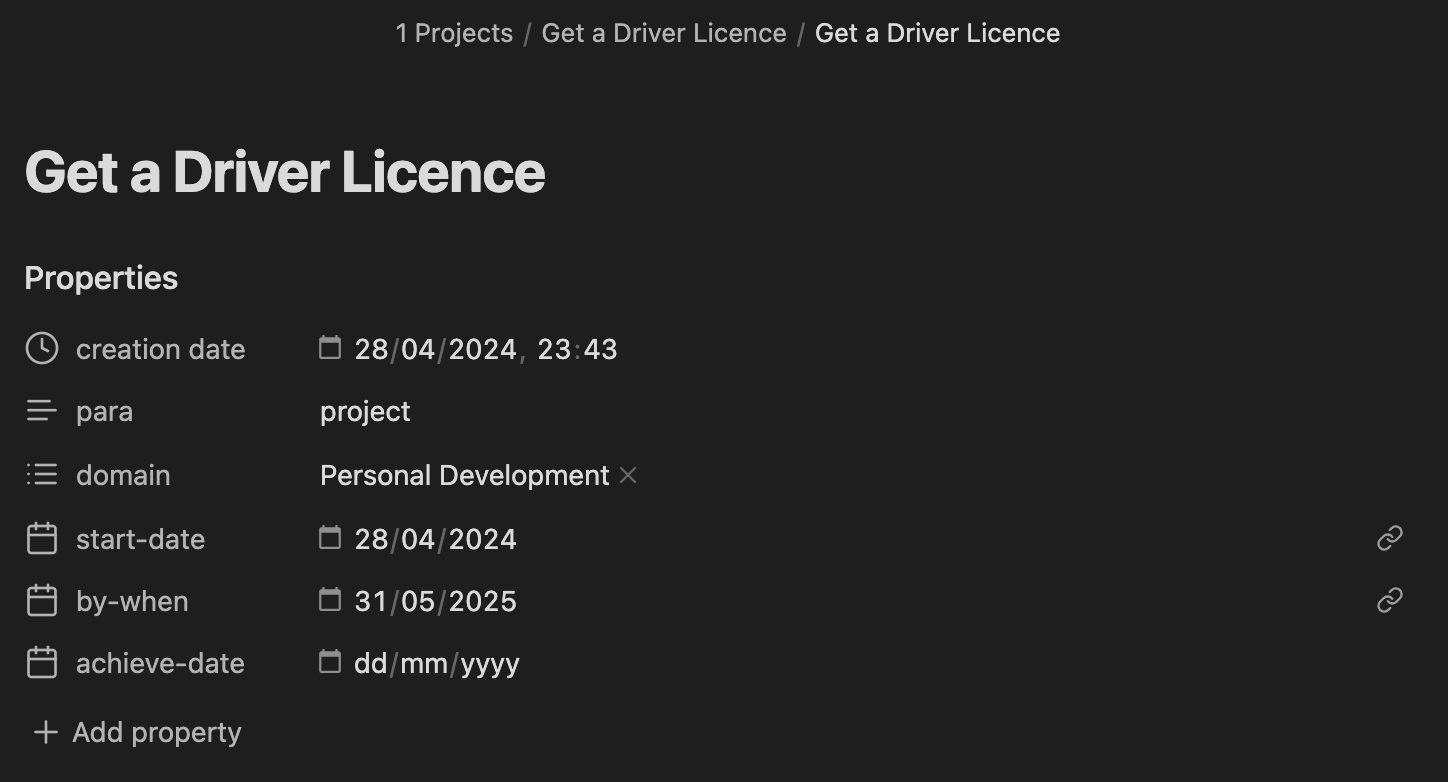 1 Projects / Get a Driver Licence / Get a Driver Licence
Get a Driver Licence
Properties
creation date 28/04/2024, 23:43
para project
domain Personal Development ×
start-date 28/04/2024
by-when 31/05/2025
achieve-date dd/mm/yyyy
+ Add property